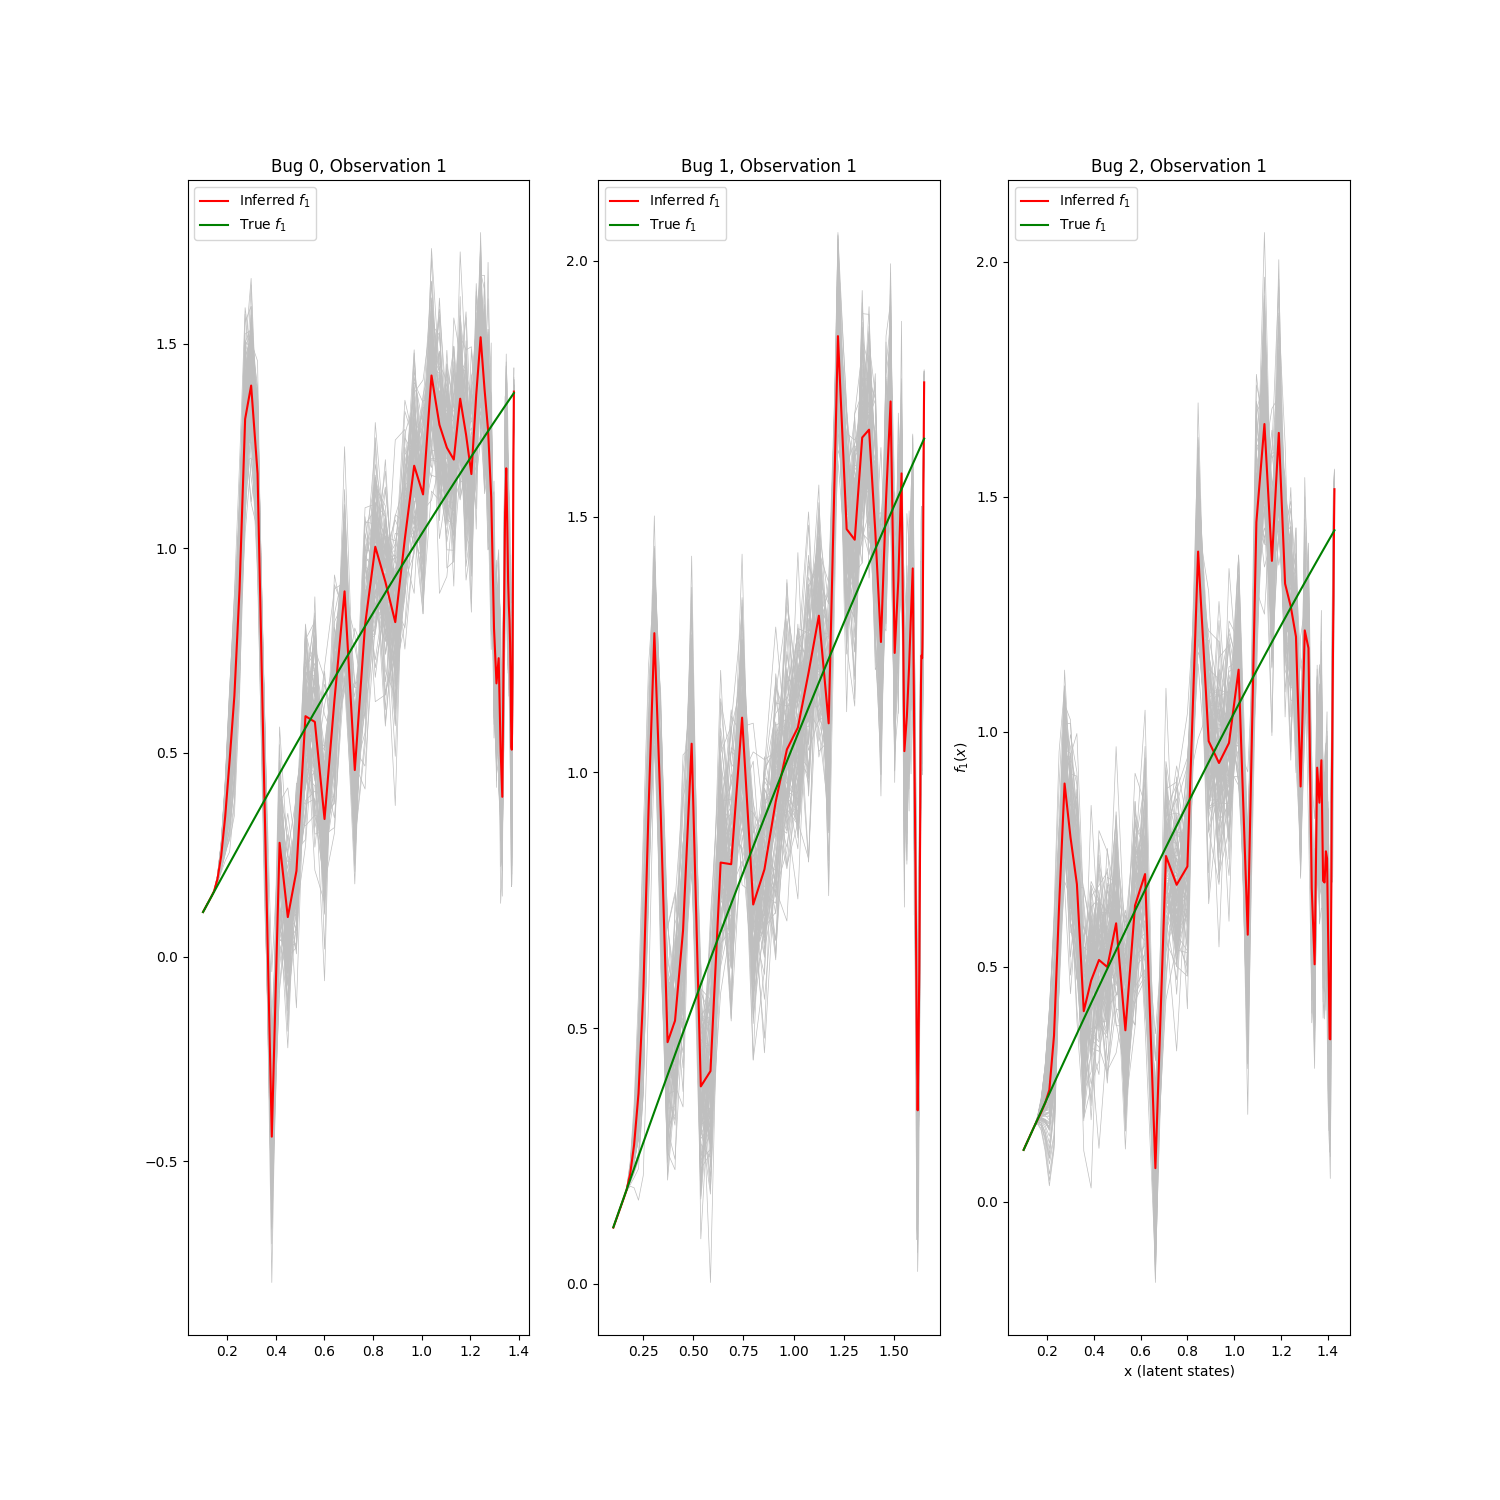 Bug 0, Observation 1
Inferred f₁
True f₁
1.5
1.0
0.5
0.0
−0.5
0.2 0.4 0.6 0.8 1.0 1.2 1.4
Bug 1, Observation 1
Inferred f₁
True f₁
2.0
1.5
1.0
0.5
0.0
0.25 0.50 0.75 1.00 1.25 1.50
Bug 2, Observation 1
Inferred f₁
True f₁
f₁(x)
2.0
1.5
1.0
0.5
0.0
0.2 0.4 0.6 0.8 1.0 1.2 1.4
x (latent states)